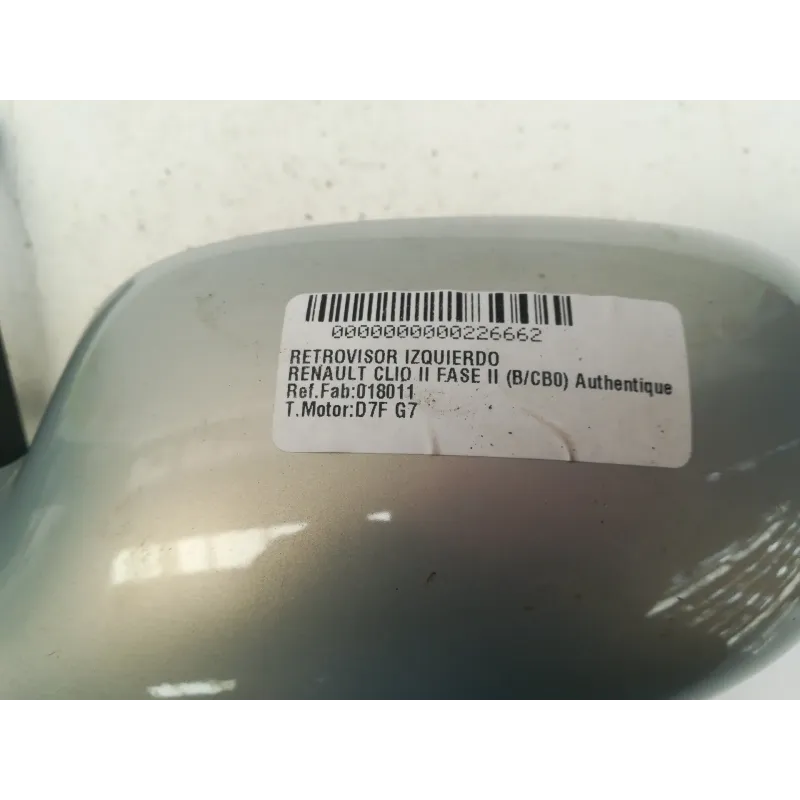 0000000000226662
RETROVISOR IZQUIERDO
RENAULT CLIO II FASE II (B/CB0) Authentique
Ref.Fab:018011
T.Motor:D7F G7